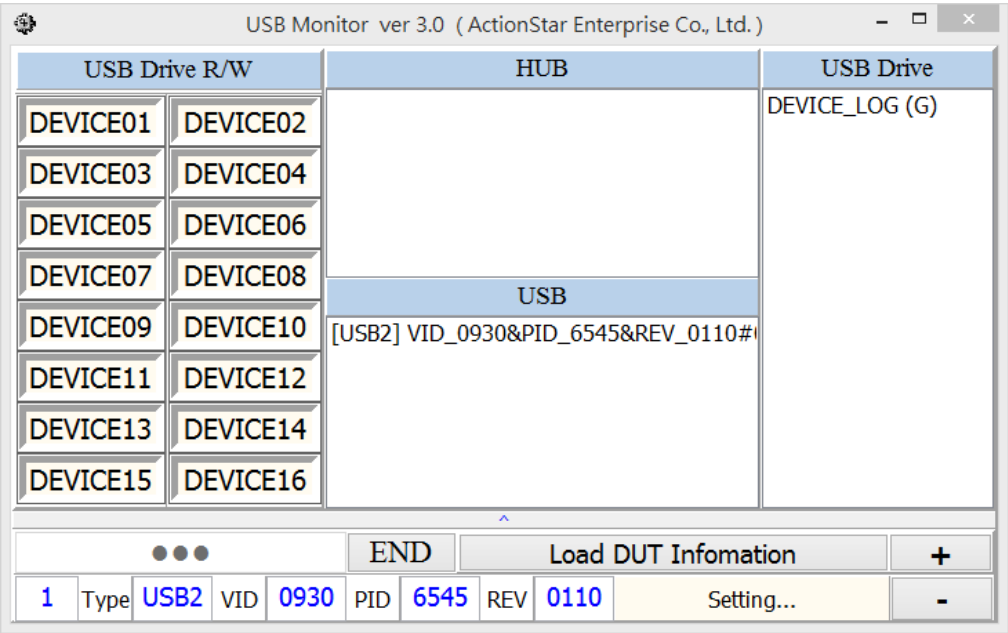 USB Monitor ver 3.0 ( ActionStar Enterprise Co., Ltd. )
USB Drive R/W
HUB
USB Drive
DEVICE01 DEVICE02
DEVICE03 DEVICE04
DEVICE05 DEVICE06
DEVICE07 DEVICE08
DEVICE09 DEVICE10
DEVICE11 DEVICE12
DEVICE13 DEVICE14
DEVICE15 DEVICE16
USB
[USB2] VID_0930&PID_6545&REV_0110#
DEVICE_LOG (G)
^
●●● END Load DUT Infomation +
1 Type USB2 VID 0930 PID 6545 REV 0110 Setting... -